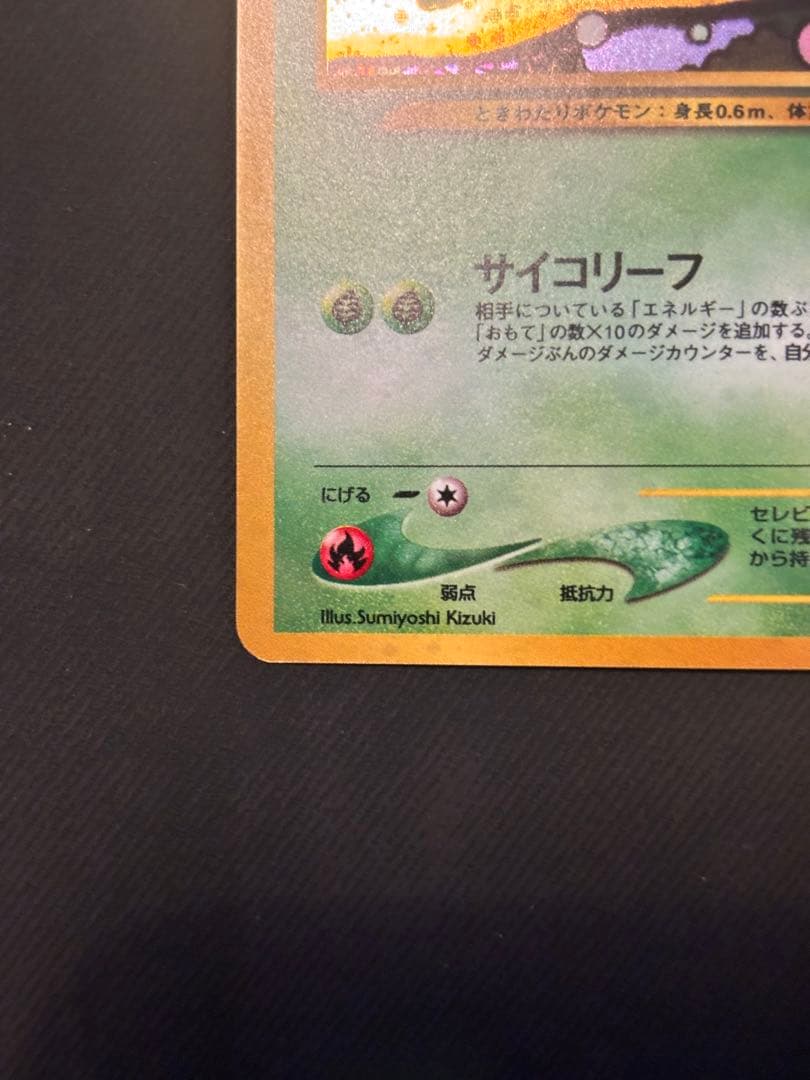 ときわたりポケモン：身長0.6m、体
サイコリーフ
相手についている「エネルギー」の数ぶ
「おもて」の数×10のダメージを追加する。
ダメージぶんのダメージカウンターを、自分
にげる
セレビ
くに残
から持
弱点
抵抗力
Illus.Sumiyoshi Kizuki